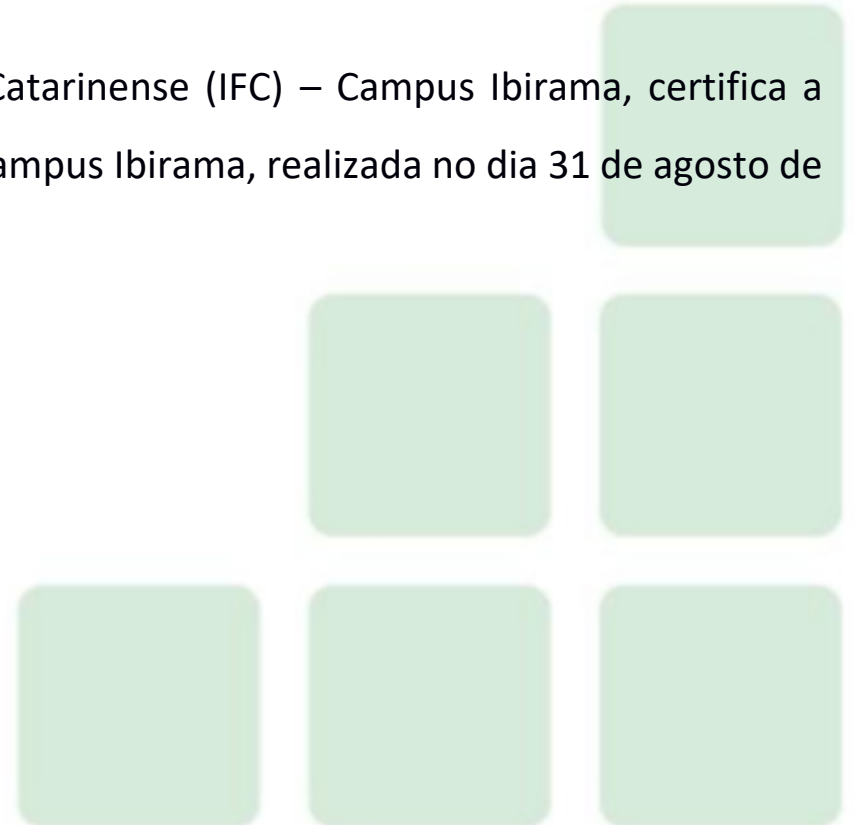 Catarinense (IFC) – Campus Ibirama, certifica a
ampus Ibirama, realizada no dia 31 de agosto de